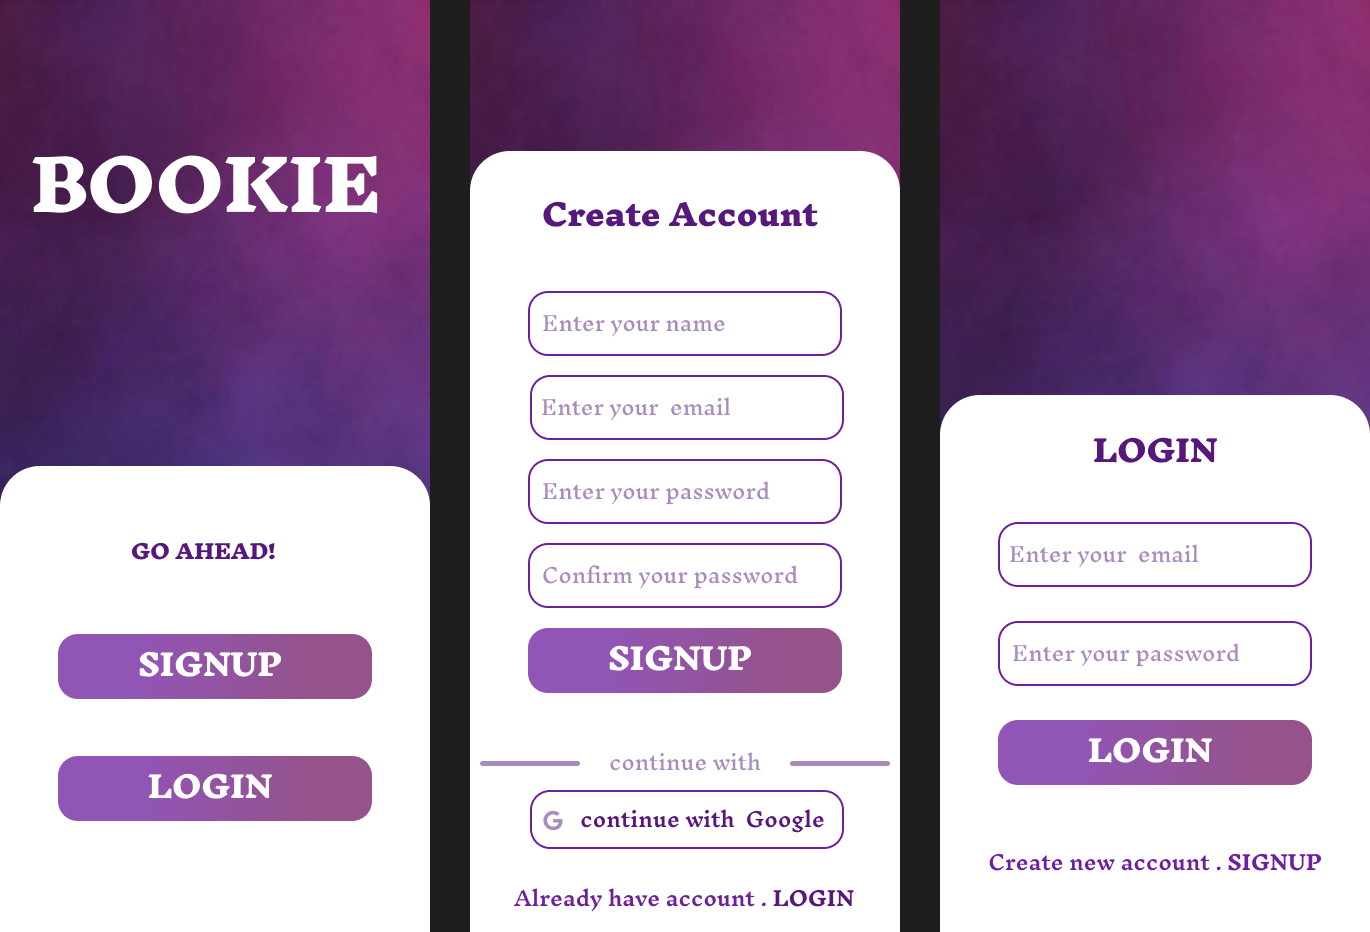 BOOKIE
GO AHEAD!
SIGNUP
LOGIN
Create Account
Enter your name
Enter your  email
Enter your password
Confirm your password
SIGNUP
continue with
G continue with  Google
Already have account . LOGIN
LOGIN
Enter your  email
Enter your password
LOGIN
Create new account . SIGNUP